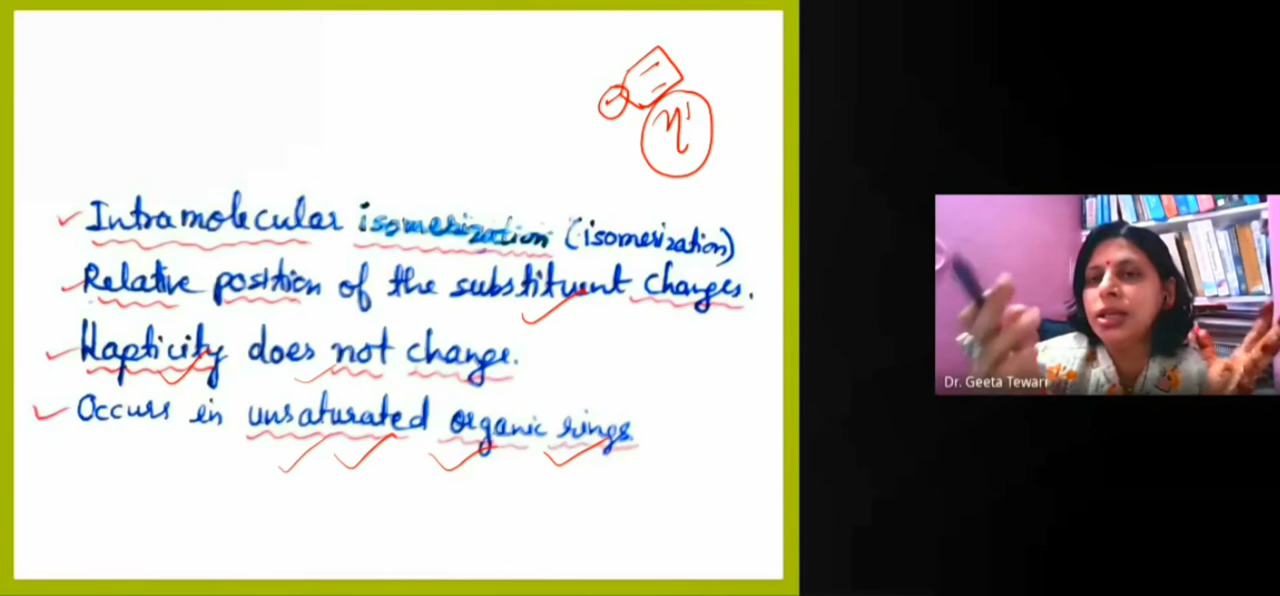 η¹
Intramolecular isomerization (isomerization)
Relative position of the substituent changes.
Hapticity does not change.
Occurs in unsaturated organic rings
Dr. Geeta Tewari